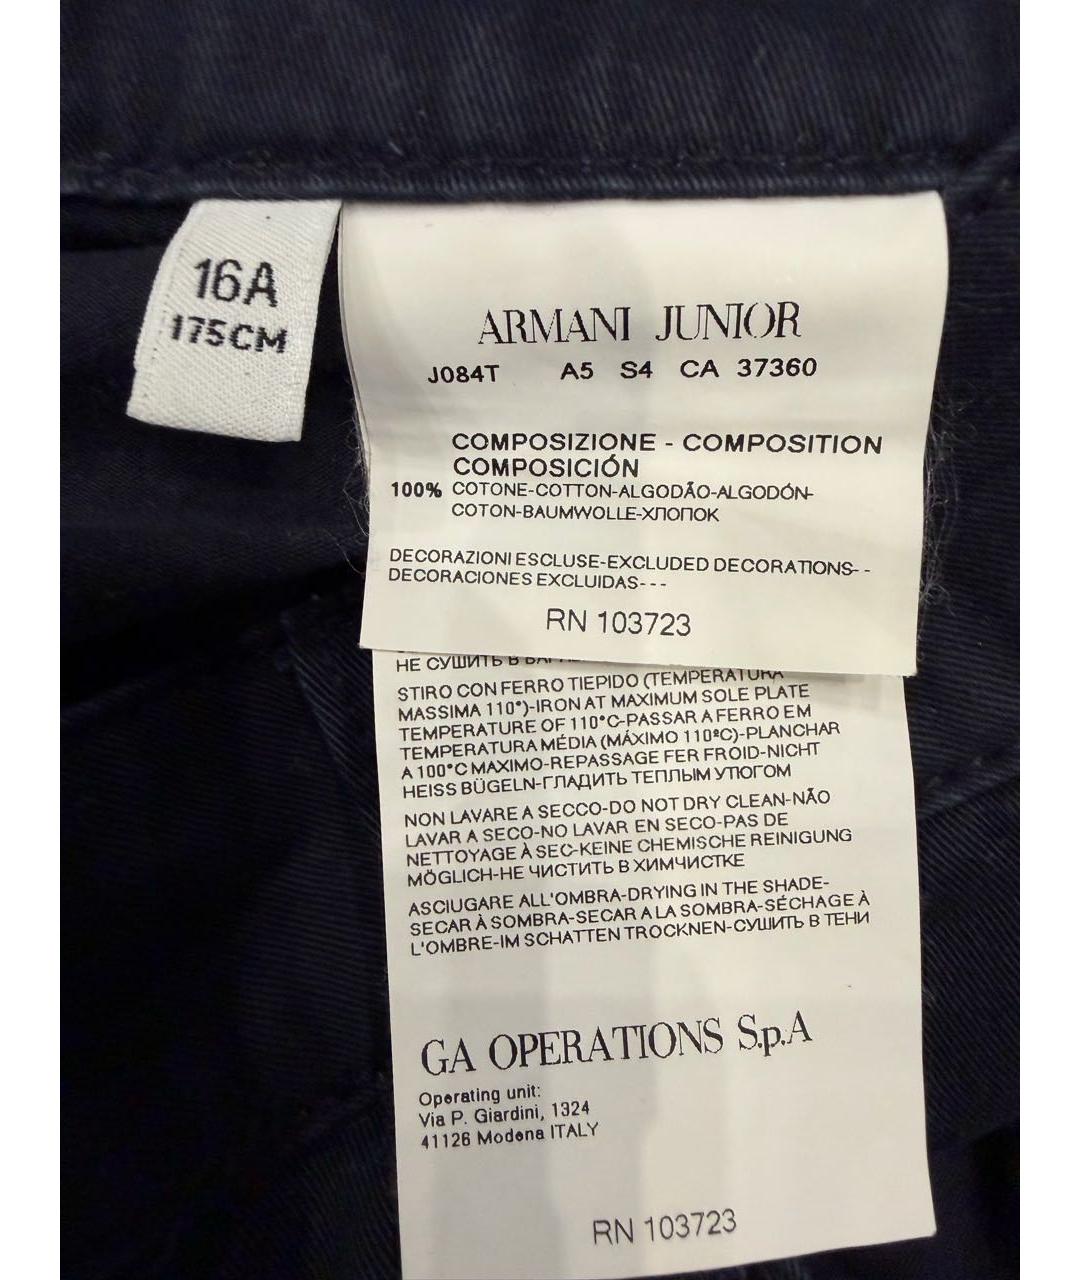 16A
175CM
ARMANI JUNIOR
J084T A5 S4 CA 37360
COMPOSIZIONE - COMPOSITION
COMPOSICIÓN
100% COTONE-COTTON-ALGODÃO-ALGODÓN-
COTON-BAUMWOLLE-ХЛОПОК
DECORAZIONI ESCLUSE-EXCLUDED DECORATIONS--
DECORACIONES EXCLUIDAS---
RN 103723
НЕ СУШИТЬ В
STIRO CON FERRO TIEPIDO (TEMPERATURA
MASSIMA 110°)-IRON AT MAXIMUM SOLE PLATE
TEMPERATURE OF 110°C-PASSAR A FERRO EM
TEMPERATURA MÉDIA (MÁXIMO 110ºC)-PLANCHAR
A 100°C MAXIMO-REPASSAGE FER FROID-NICHT
HEISS BÜGELN-ГЛАДИТЬ ТЕПЛЫМ УТЮГОМ
NON LAVARE A SECCO-DO NOT DRY CLEAN-NÃO
LAVAR A SECO-NO LAVAR EN SECO-PAS DE
NETTOYAGE À SEC-KEINE CHEMISCHE REINIGUNG
MÖGLICH-НЕ ЧИСТИТЬ В ХИМЧИСТКЕ
ASCIUGARE ALL'OMBRA-DRYING IN THE SHADE-
SECAR À SOMBRA-SECAR A LA SOMBRA-SÉCHAGE À
L'OMBRE-IM SCHATTEN TROCKNEN-СУШИТЬ В ТЕНИ
GA OPERATIONS S.p.A
Operating unit:
Via P. Giardini, 1324
41126 Modena ITALY
RN 103723